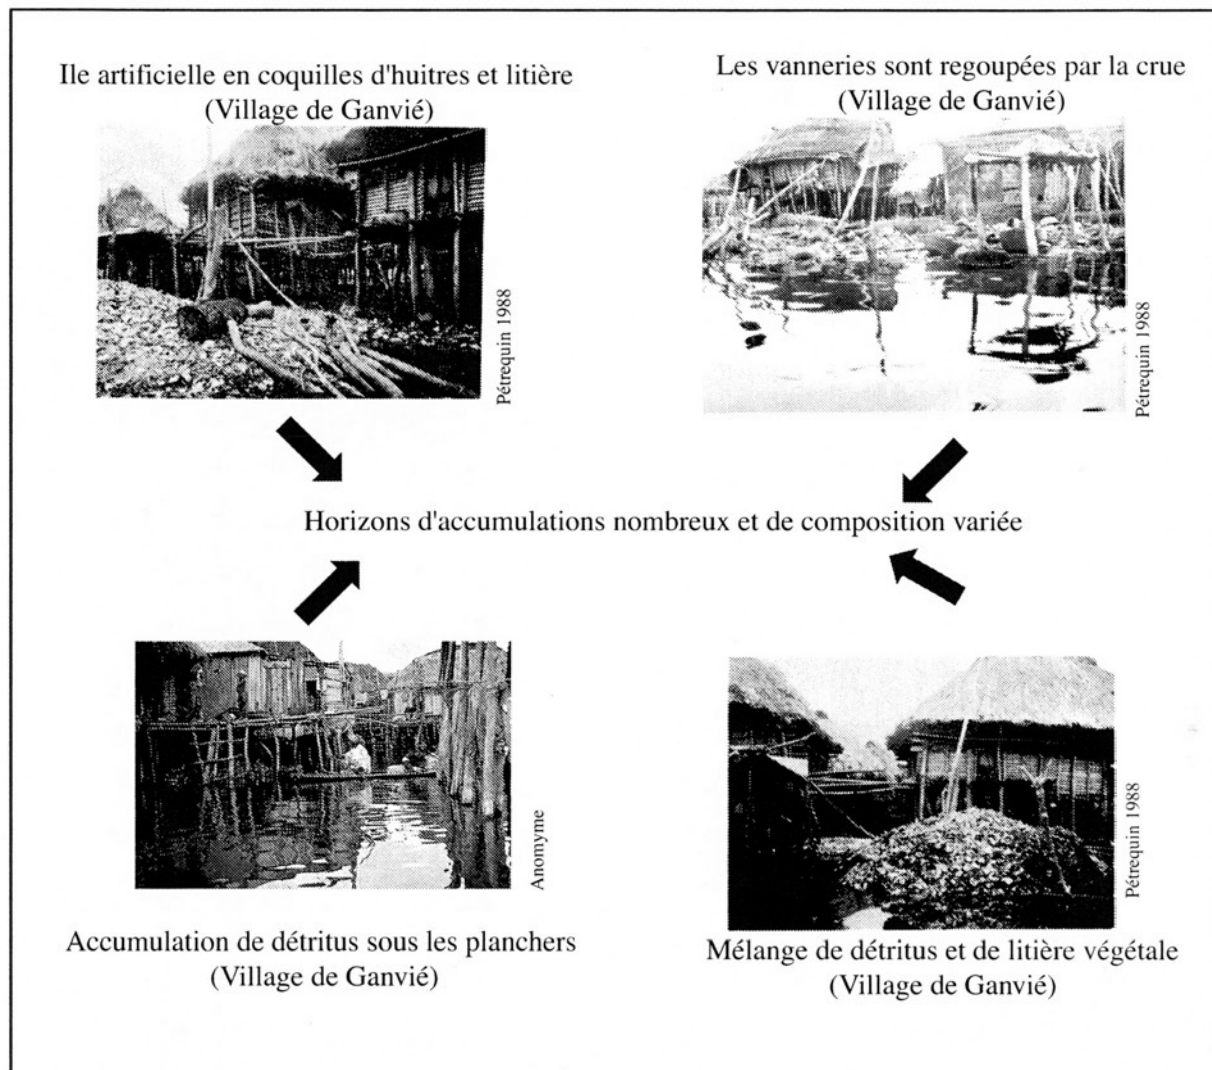 Ile artificielle en coquilles d'huitres et litière
(Village de Ganvié)
Pétrequin 1988
Les vanneries sont regoupées par la crue
(Village de Ganvié)
Pétrequin 1988
Horizons d'accumulations nombreux et de composition variée
Anomyme
Accumulation de détritus sous les planchers
(Village de Ganvié)
Pétrequin 1988
Mélange de détritus et de litière végétale
(Village de Ganvié)